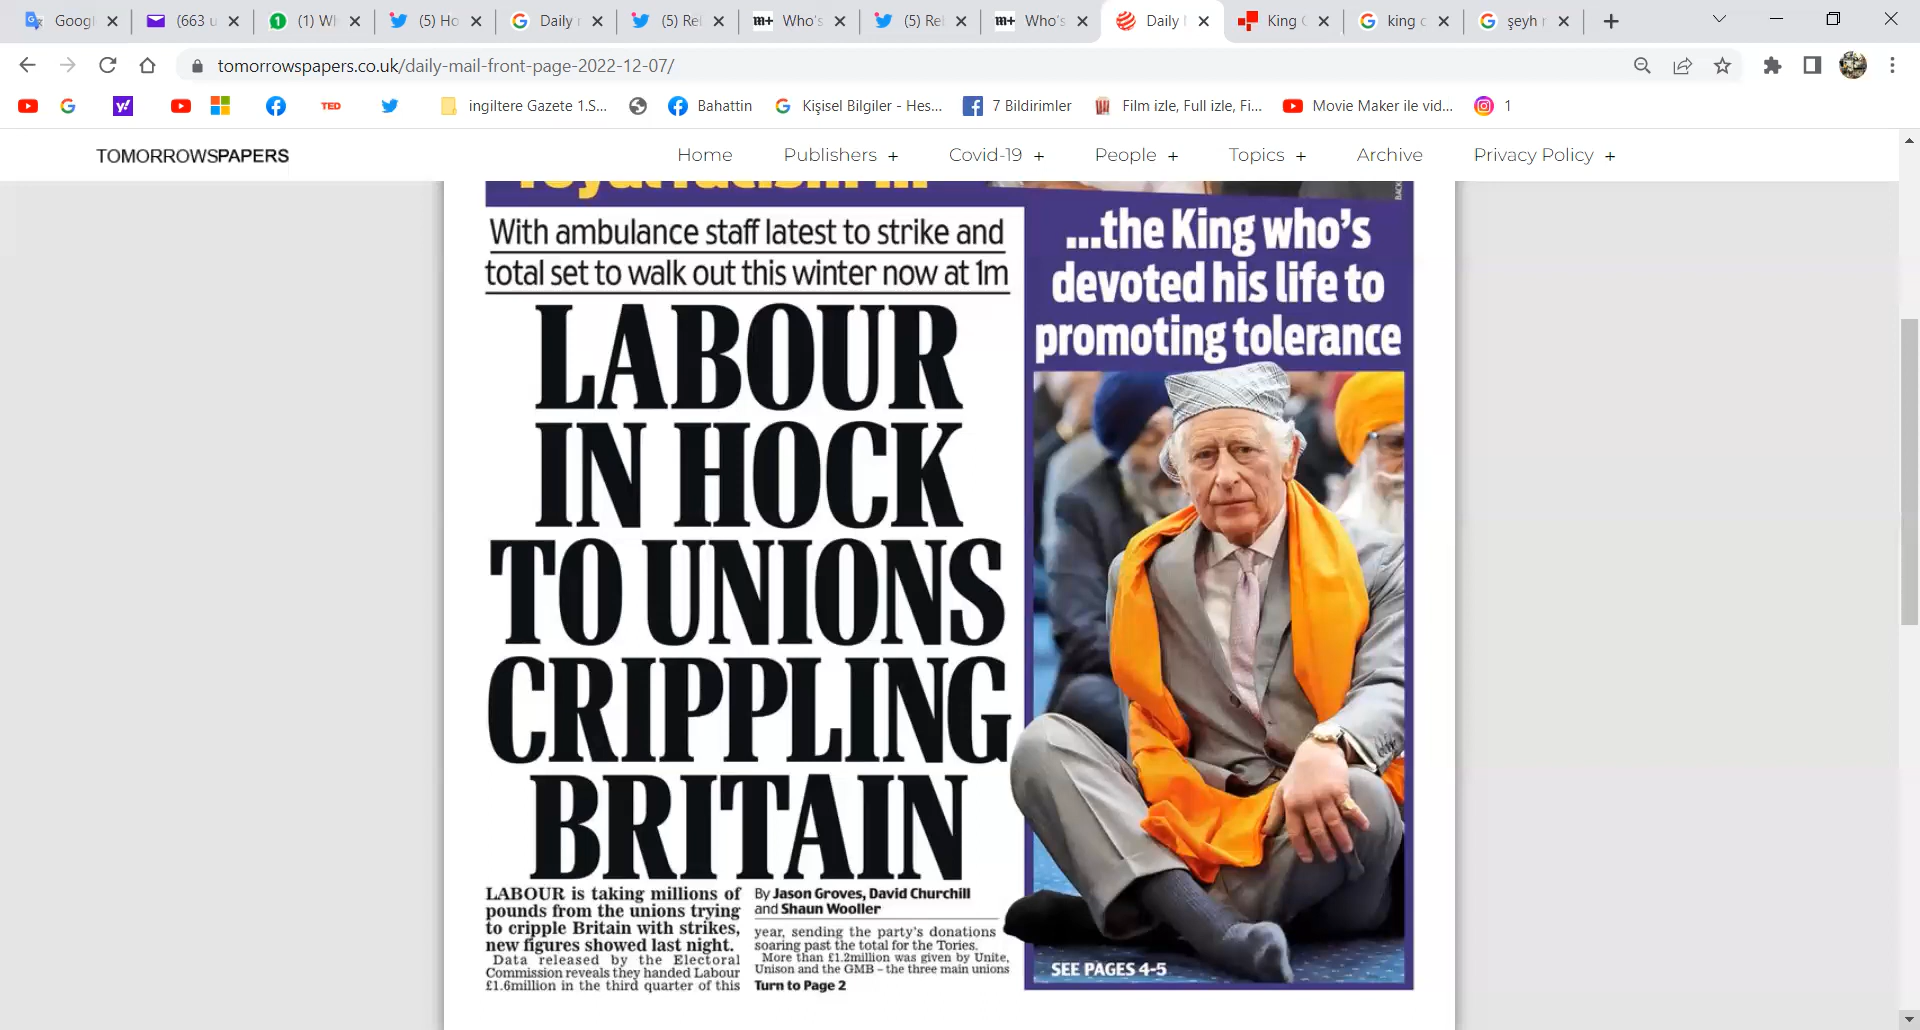 Googl
(663 u
(1) Wh
(5) Ho
Daily n
(5) Rel
Who's
(5) Rel
Who's
Daily
King C
king c
şeyh r
tomorrowspapers.co.uk/daily-mail-front-page-2022-12-07/
TED
ingiltere Gazete 1.S...
Bahattin
Kişisel Bilgiler - Hes...
7 Bildirimler
Film izle, Full izle, Fi...
Movie Maker ile vid...
1
TOMORROWSPAPERS
Home
Publishers +
Covid-19 +
People +
Topics +
Archive
Privacy Policy +
With ambulance staff latest to strike and
total set to walk out this winter now at 1m
LABOUR
IN HOCK
TO UNIONS
CRIPPLING
BRITAIN
LABOUR is taking millions of
pounds from the unions trying
to cripple Britain with strikes,
new figures showed last night.
Data released by the Electoral
Commission reveals they handed Labour
£1.6million in the third quarter of this
By Jason Groves, David Churchill
and Shaun Wooller
year, sending the party's donations
soaring past the total for the Tories.
More than £1.2million was given by Unite,
Unison and the GMB – the three main unions
Turn to Page 2
...the King who's
devoted his life to
promoting tolerance
SEE PAGES 4-5